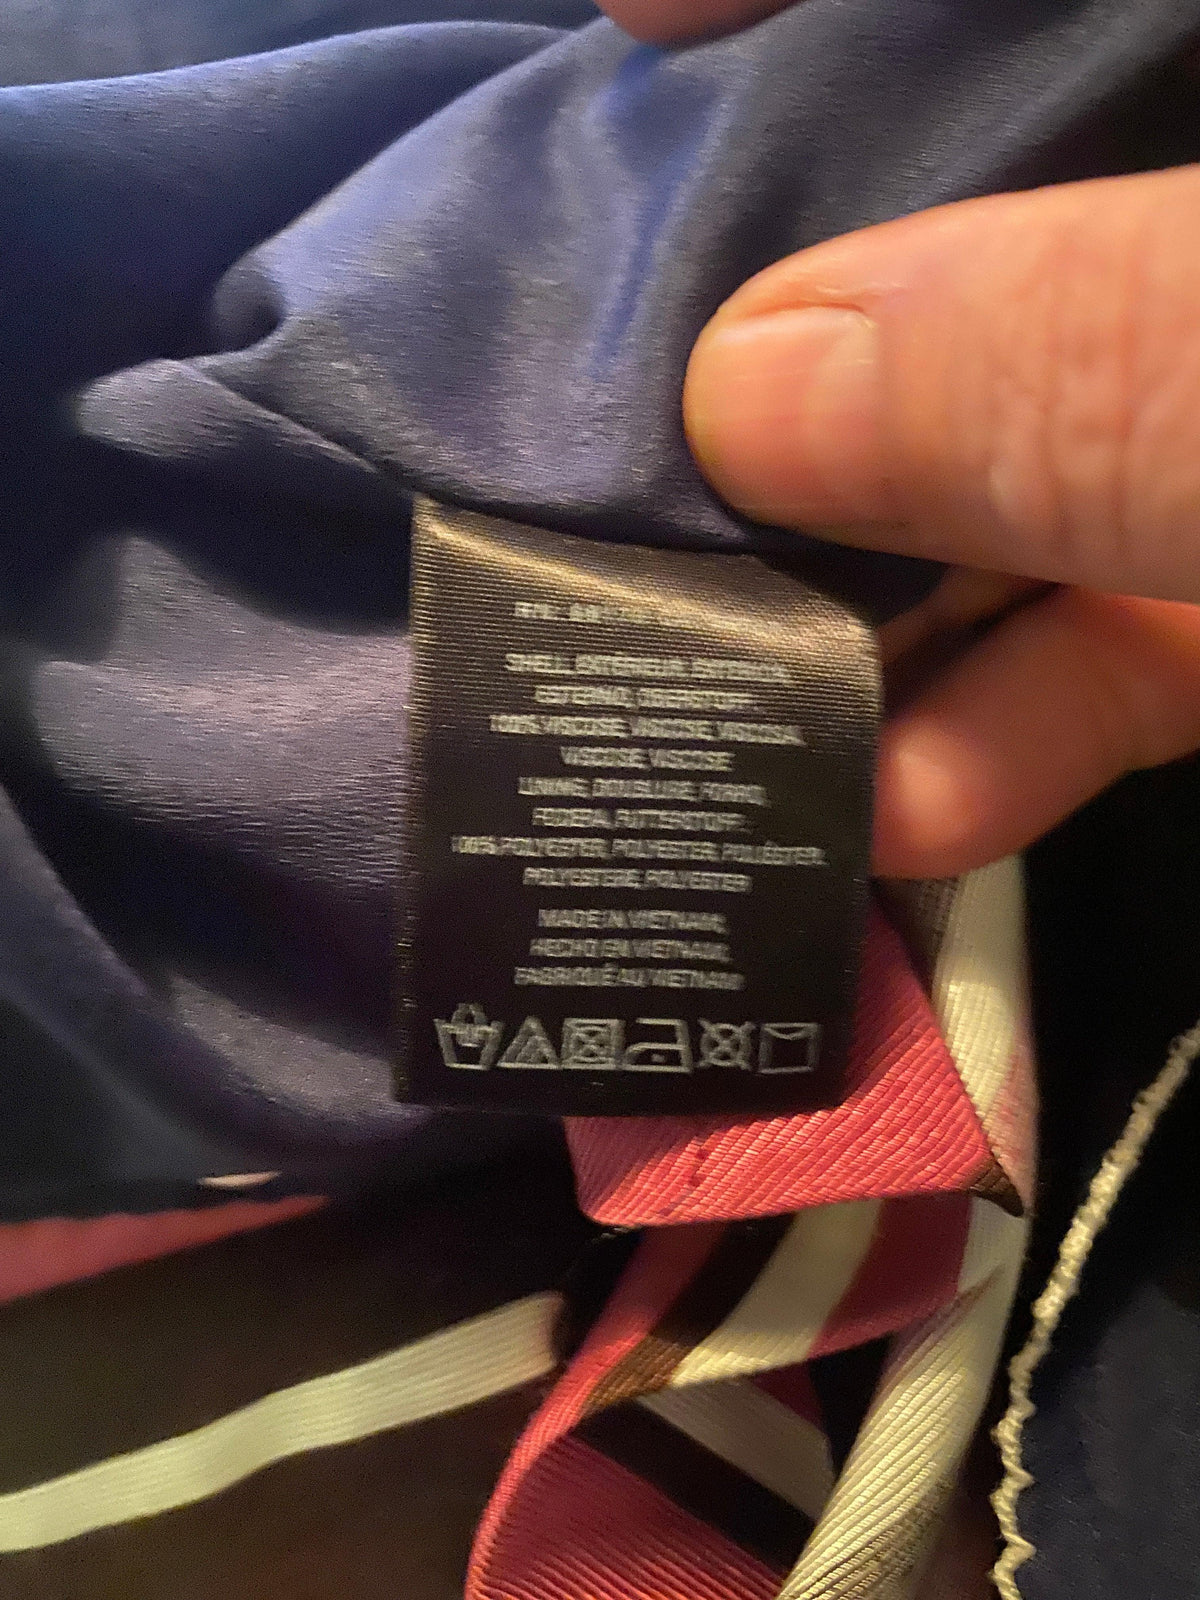 SHELL, EXTÉRIEUR, EXTERIOR,
ESTERNO, OBERSTOFF:
100% VISCOSE, VISCOSE, VISCOSA,
VISCOSE, VISCOSE
LINING, DOUBLURE, FORRO,
FODERA, FUTTERSTOFF:
100% POLYESTER, POLYESTER, POLIÉSTER,
POLYESTERE, POLYESTER
MADE IN VIETNAM,
HECHO EN VIETNAM,
FABRIQUÉ AU VIETNAM